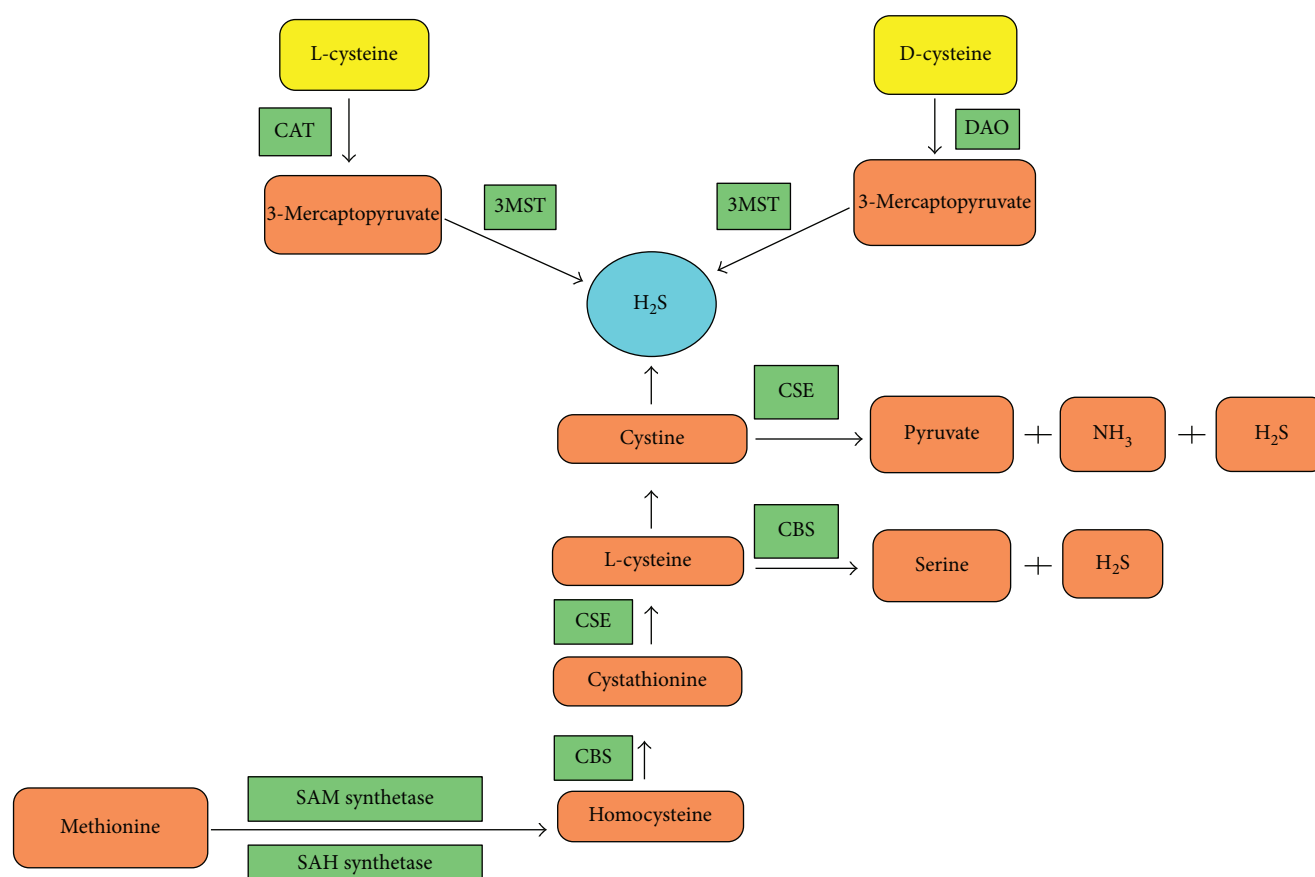 L-cysteine
D-cysteine
CAT
DAO
3-Mercaptopyruvate
3MST
3MST
3-Mercaptopyruvate
H₂S
CSE
Cystine
Pyruvate + NH₃ + H₂S
CBS
L-cysteine
Serine + H₂S
CSE
Cystathionine
CBS
SAM synthetase
Methionine
Homocysteine
SAH synthetase